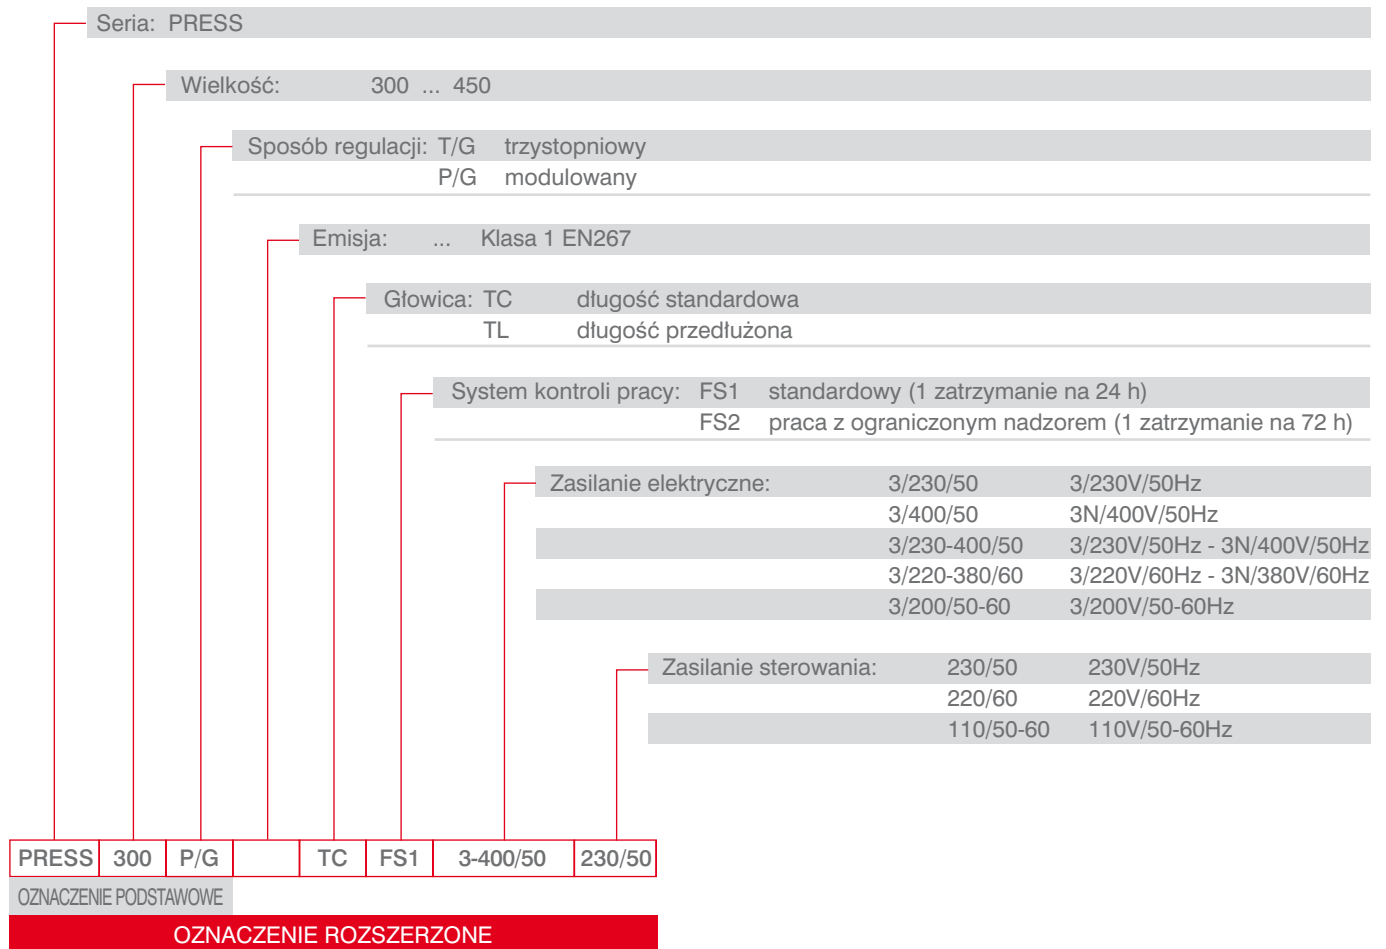 Seria: PRESS
Wielkość: 300 ... 450
Sposób regulacji: T/G trzystopniowy
P/G modulowany
Emisja: ... Klasa 1 EN267
Głowica: TC długość standardowa
TL długość przedłużona
System kontroli pracy: FS1 standardowy (1 zatrzymanie na 24 h)
FS2 praca z ograniczonym nadzorem (1 zatrzymanie na 72 h)
Zasilanie elektryczne: 3/230/50 3/230V/50Hz
3/400/50 3N/400V/50Hz
3/230-400/50 3/230V/50Hz - 3N/400V/50Hz
3/220-380/60 3/220V/60Hz - 3N/380V/60Hz
3/200/50-60 3/200V/50-60Hz
Zasilanie sterowania: 230/50 230V/50Hz
220/60 220V/60Hz
110/50-60 110V/50-60Hz
PRESS 300 P/G TC FS1 3-400/50 230/50
OZNACZENIE PODSTAWOWE
OZNACZENIE ROZSZERZONE